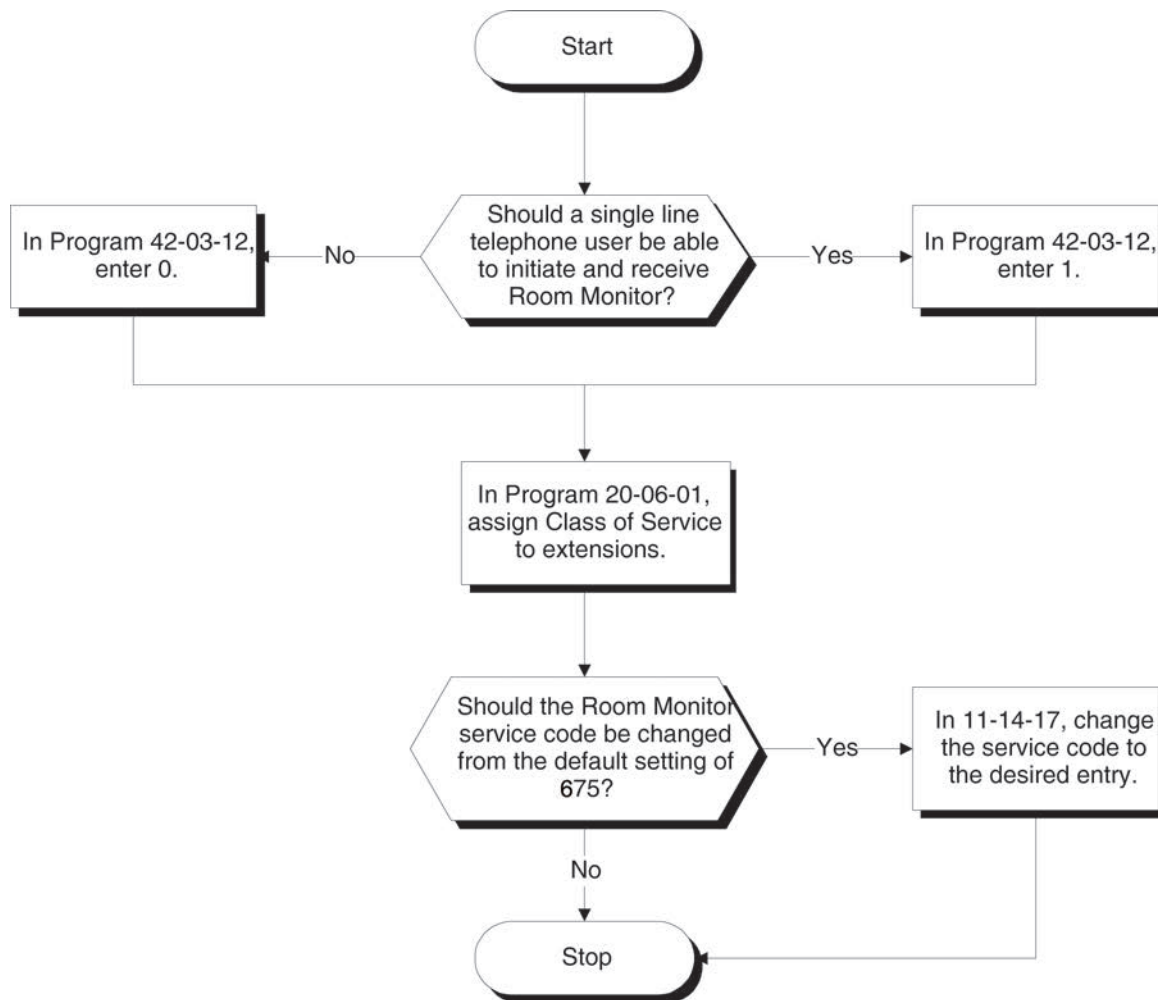 Start
Should a single line
telephone user be able
to initiate and receive
Room Monitor?
No
Yes
In Program 42-03-12,
enter 0.
In Program 42-03-12,
enter 1.
In Program 20-06-01,
assign Class of Service
to extensions.
Should the Room Monitor
service code be changed
from the default setting of
675?
Yes
In 11-14-17, change
the service code to
the desired entry.
No
Stop